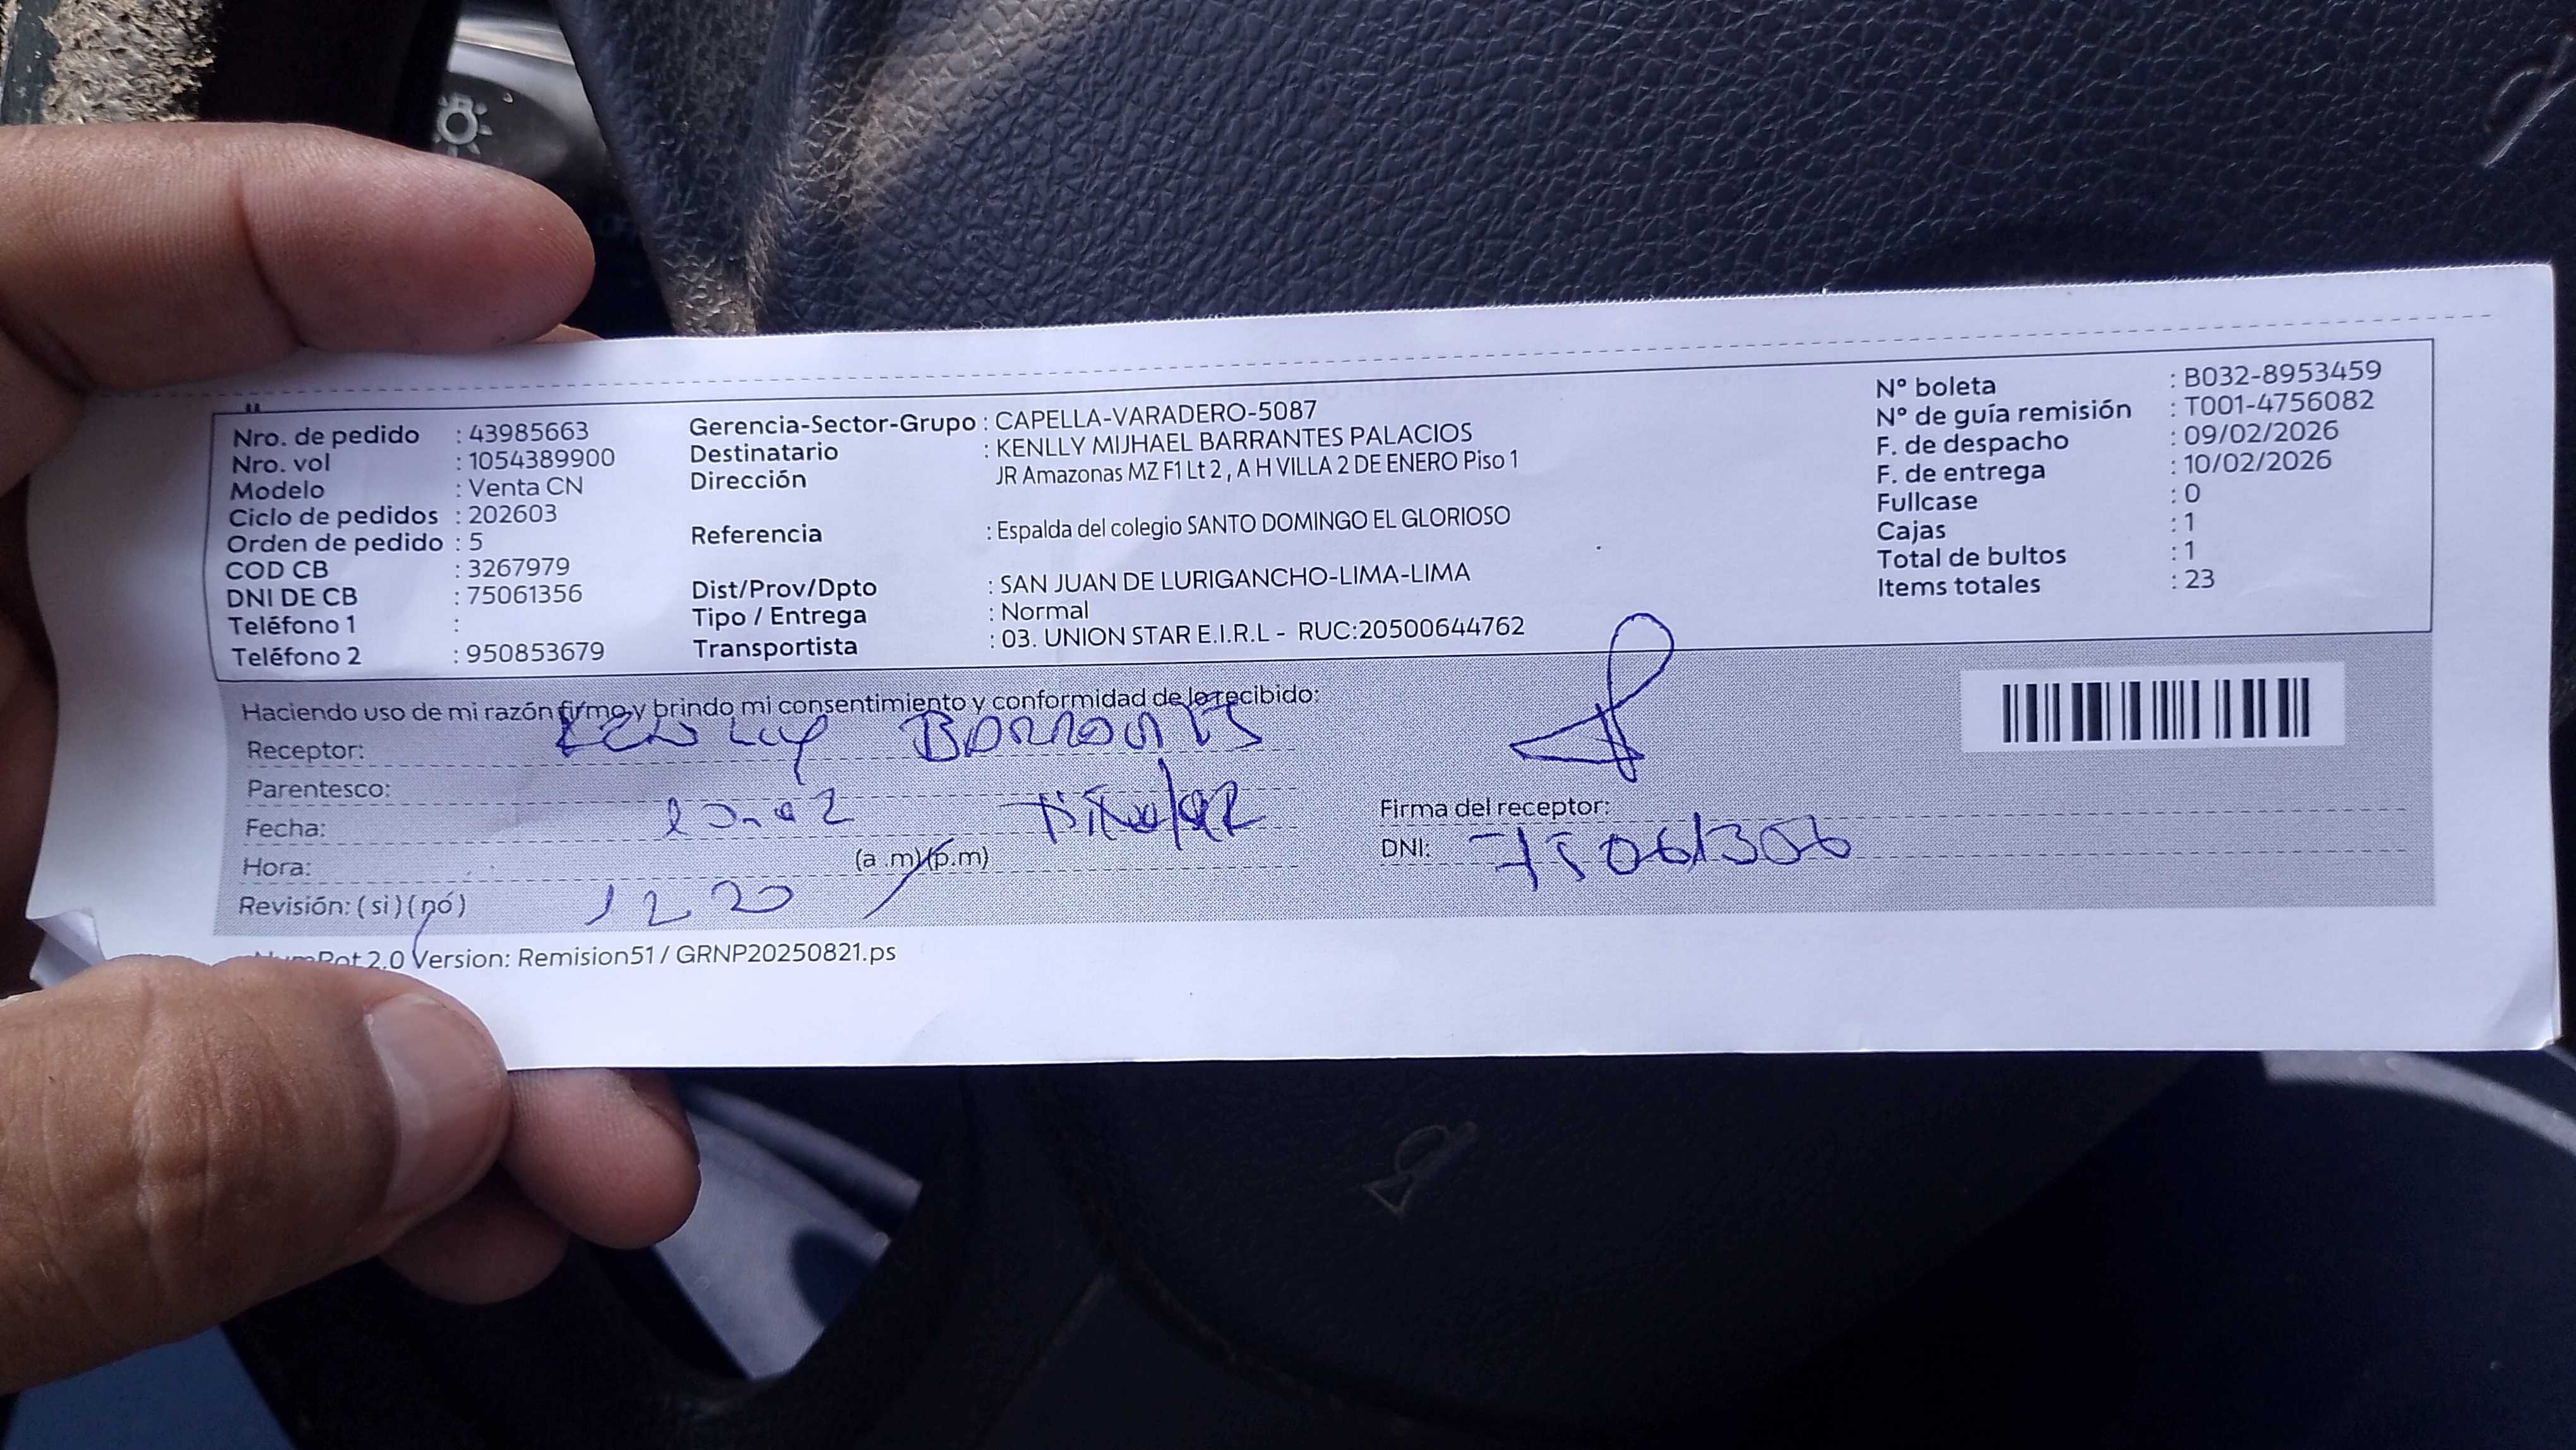 Nro. de pedido : 43985663
Nro. vol : 1054389900
Modelo : Venta CN
Ciclo de pedidos : 202603
Orden de pedido : 5
COD CB : 3267979
DNI DE CB : 75061356
Teléfono 1 :
Teléfono 2 : 950853679
Gerencia-Sector-Grupo : CAPELLA-VARADERO-5087
Destinatario : KENLLY MIJHAEL BARRANTES PALACIOS
Dirección JR Amazonas MZ F1 Lt 2 , A H VILLA 2 DE ENERO Piso 1
Referencia : Espalda del colegio SANTO DOMINGO EL GLORIOSO
Dist/Prov/Dpto : SAN JUAN DE LURIGANCHO-LIMA-LIMA
Tipo / Entrega : Normal
Transportista : 03. UNION STAR E.I.R.L - RUC:20500644762
N° boleta : B032-8953459
N° de guía remisión : T001-4756082
F. de despacho : 09/02/2026
F. de entrega : 10/02/2026
Fullcase : 0
Cajas : 1
Total de bultos : 1
Items totales : 23
Haciendo uso de mi razón firmo y brindo mi consentimiento y conformidad de lo recibido:
Receptor:
Parentesco: Titular
Fecha:
Hora: 12 20 (a .m)(p.m)
Revisión: ( si ) ( no )
Firma del receptor:
DNI: 75061356
2.0 Version: Remision51 / GRNP20250821.ps